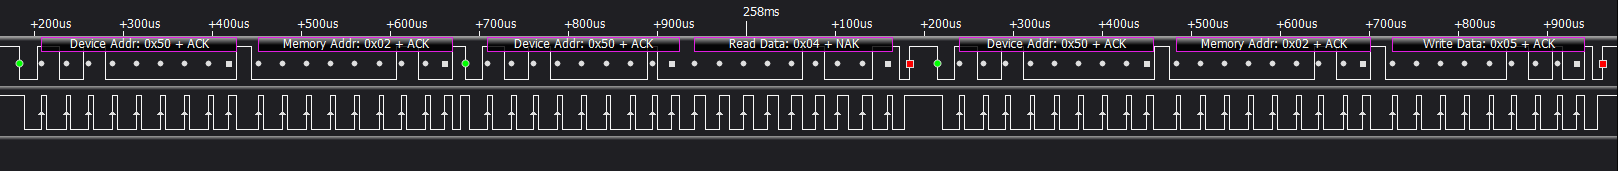 258ms
+200us +300us +400us +500us +600us +700us +800us +900us +100us +200us +300us +400us +500us +600us +700us +800us +900us
Device Addr: 0x50 + ACK Memory Addr: 0x02 + ACK Device Addr: 0x50 + ACK Read Data: 0x04 + NAK Device Addr: 0x50 + ACK Memory Addr: 0x02 + ACK Write Data: 0x05 + ACK